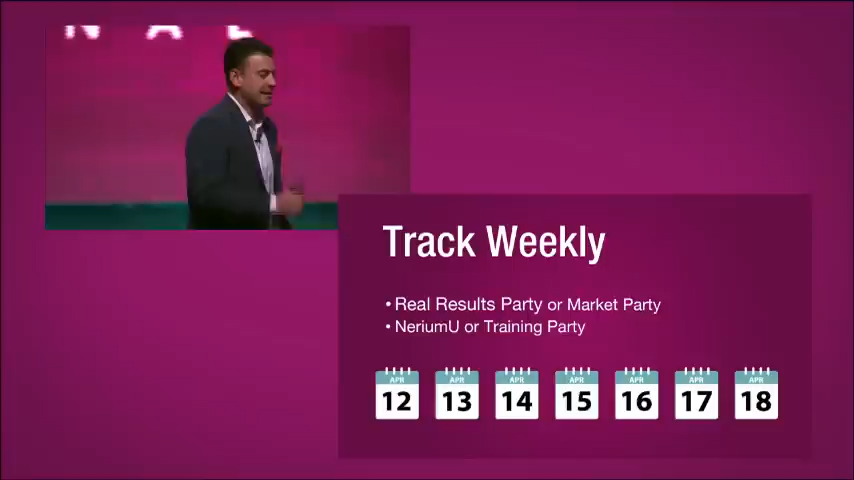 Track Weekly
• Real Results Party or Market Party
• NeriumU or Training Party
APR APR APR APR APR APR APR
12 13 14 15 16 17 18